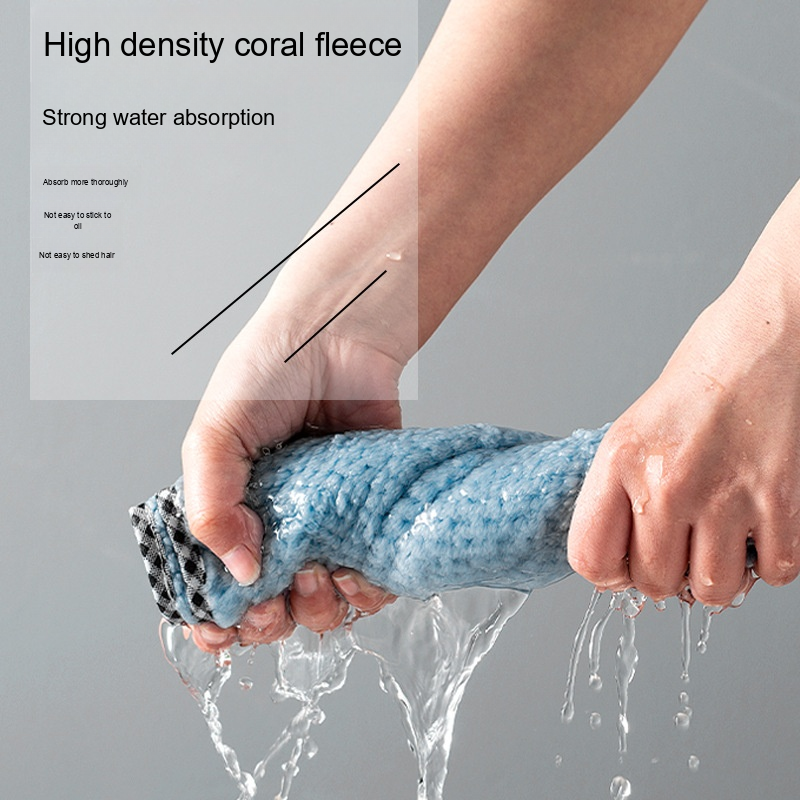 High density coral fleece
Strong water absorption
Absorb more thoroughly
Not easy to stick to
oil
Not easy to shed hair